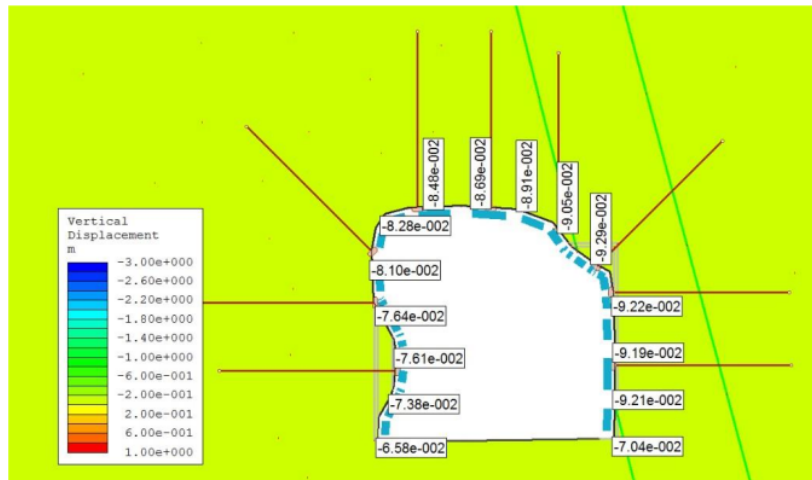 -8.48e-002
-8.69e-002
-8.91e-002
-9.05e-002
-9.29e-002
-8.28e-002
-8.10e-002
-7.64e-002
-7.61e-002
-7.38e-002
-6.58e-002
-9.22e-002
-9.19e-002
-9.21e-002
-7.04e-002
Vertical
Displacement
m
-3.00e+000
-2.60e+000
-2.20e+000
-1.80e+000
-1.40e+000
-1.00e+000
-6.00e-001
-2.00e-001
2.00e-001
6.00e-001
1.00e+000